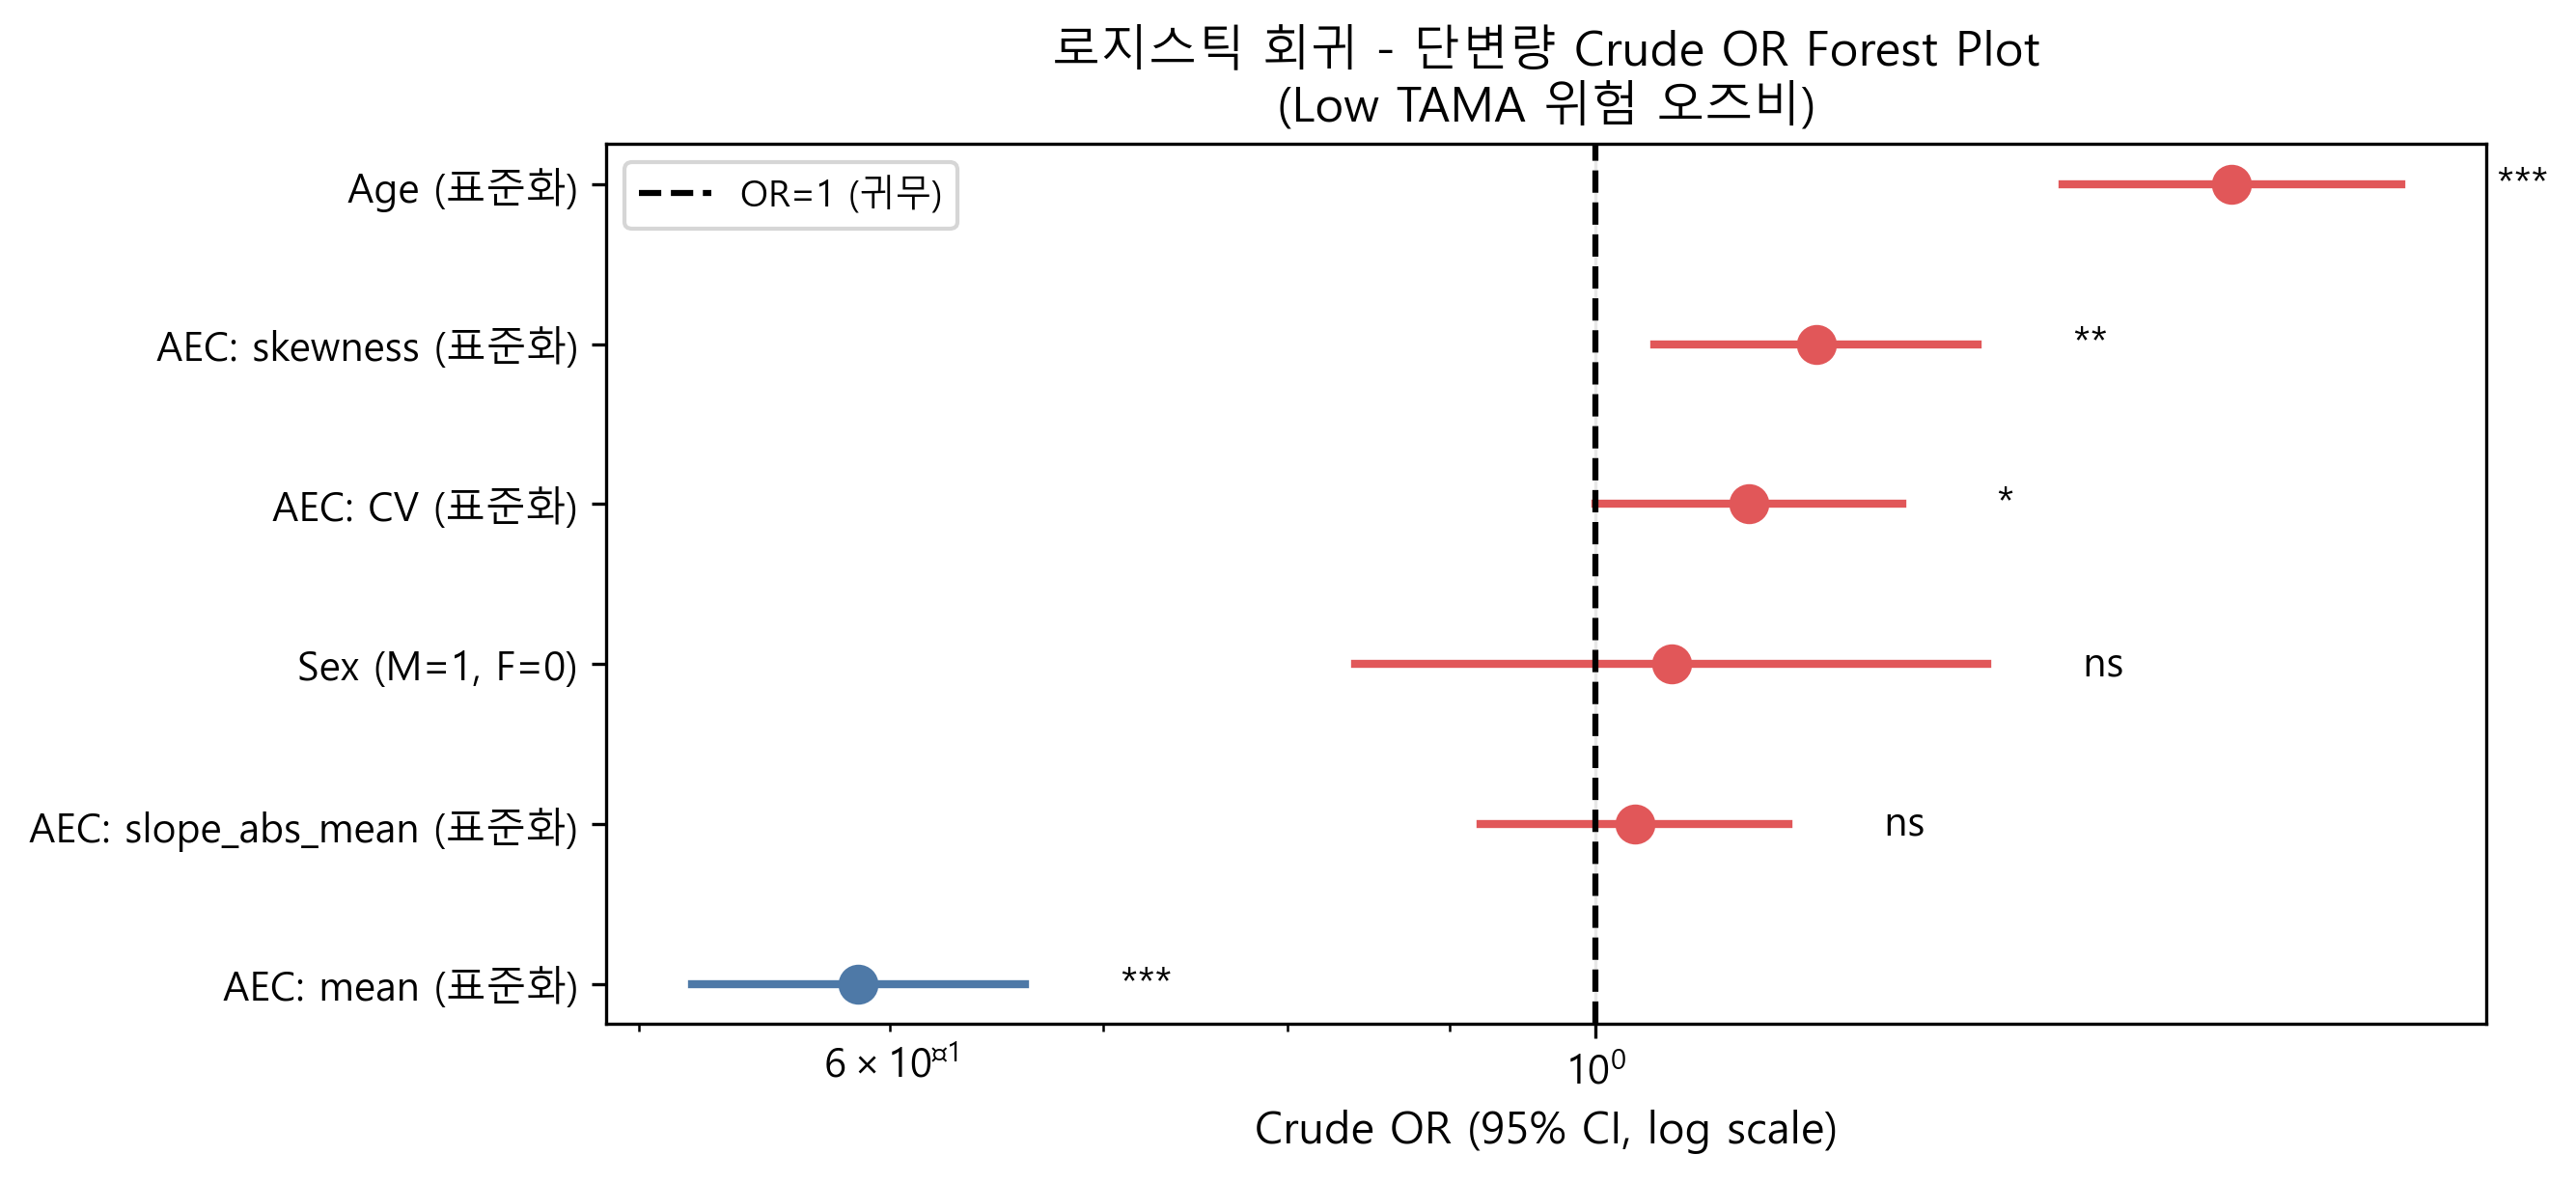 로지스틱 회귀 - 단변량 Crude OR Forest Plot
(Low TAMA 위험 오즈비)
OR=1 (귀무)
Age (표준화)
***
AEC: skewness (표준화)
**
AEC: CV (표준화)
*
Sex (M=1, F=0)
ns
AEC: slope_abs_mean (표준화)
ns
AEC: mean (표준화)
***
6 × 10¤¹
10⁰
Crude OR (95% CI, log scale)